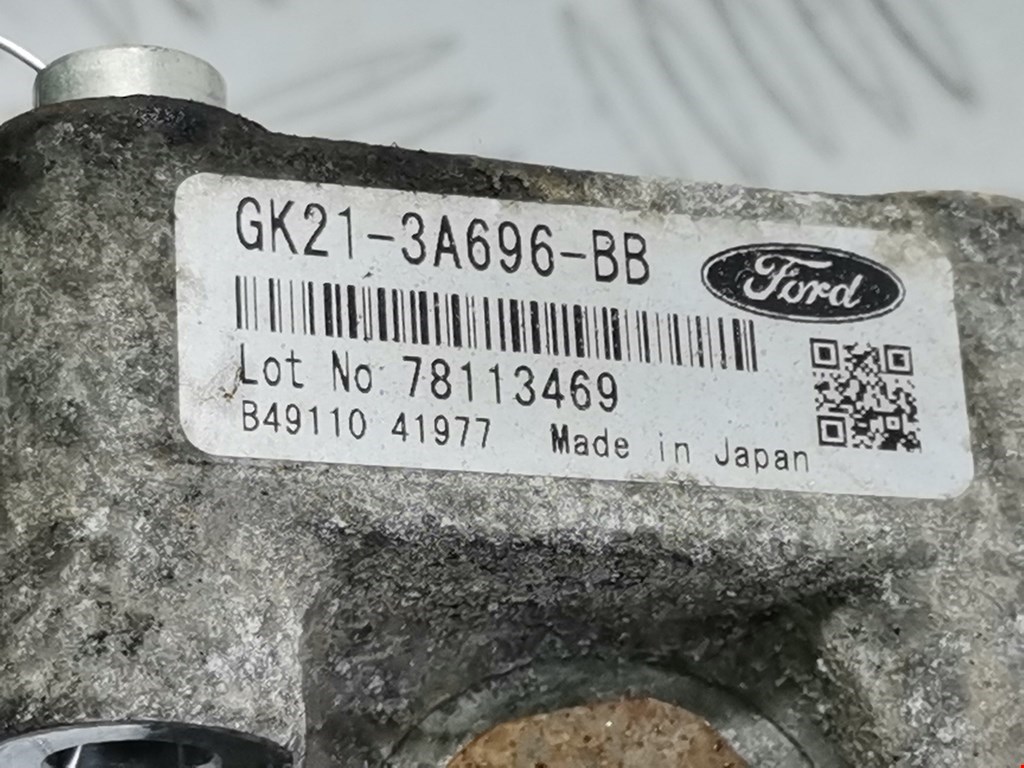 GK21-3A696-BB
Ford
Lot No. 78113469
B49110 41977 Made in Japan